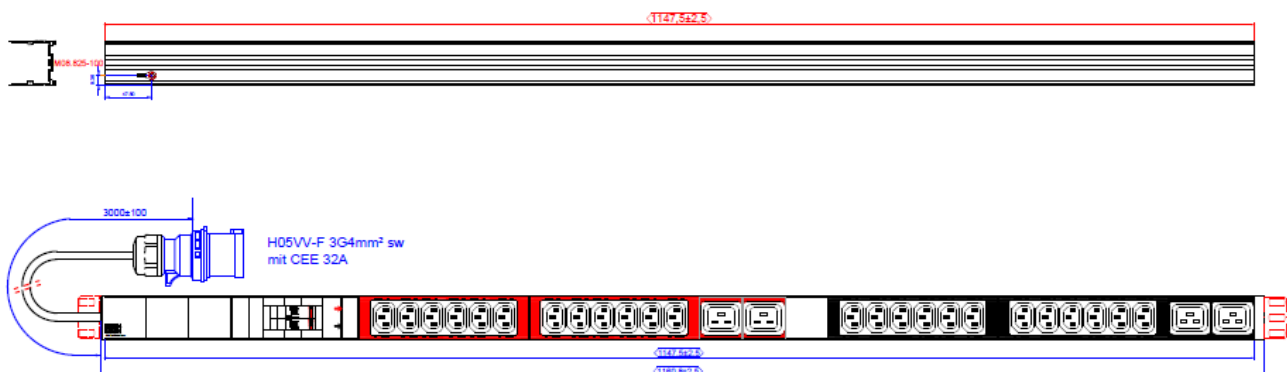 1147,5±2,5
M08.825-100
3000±100
H05VV-F 3G4mm² sw
mit CEE 32A
1147,5±2,5